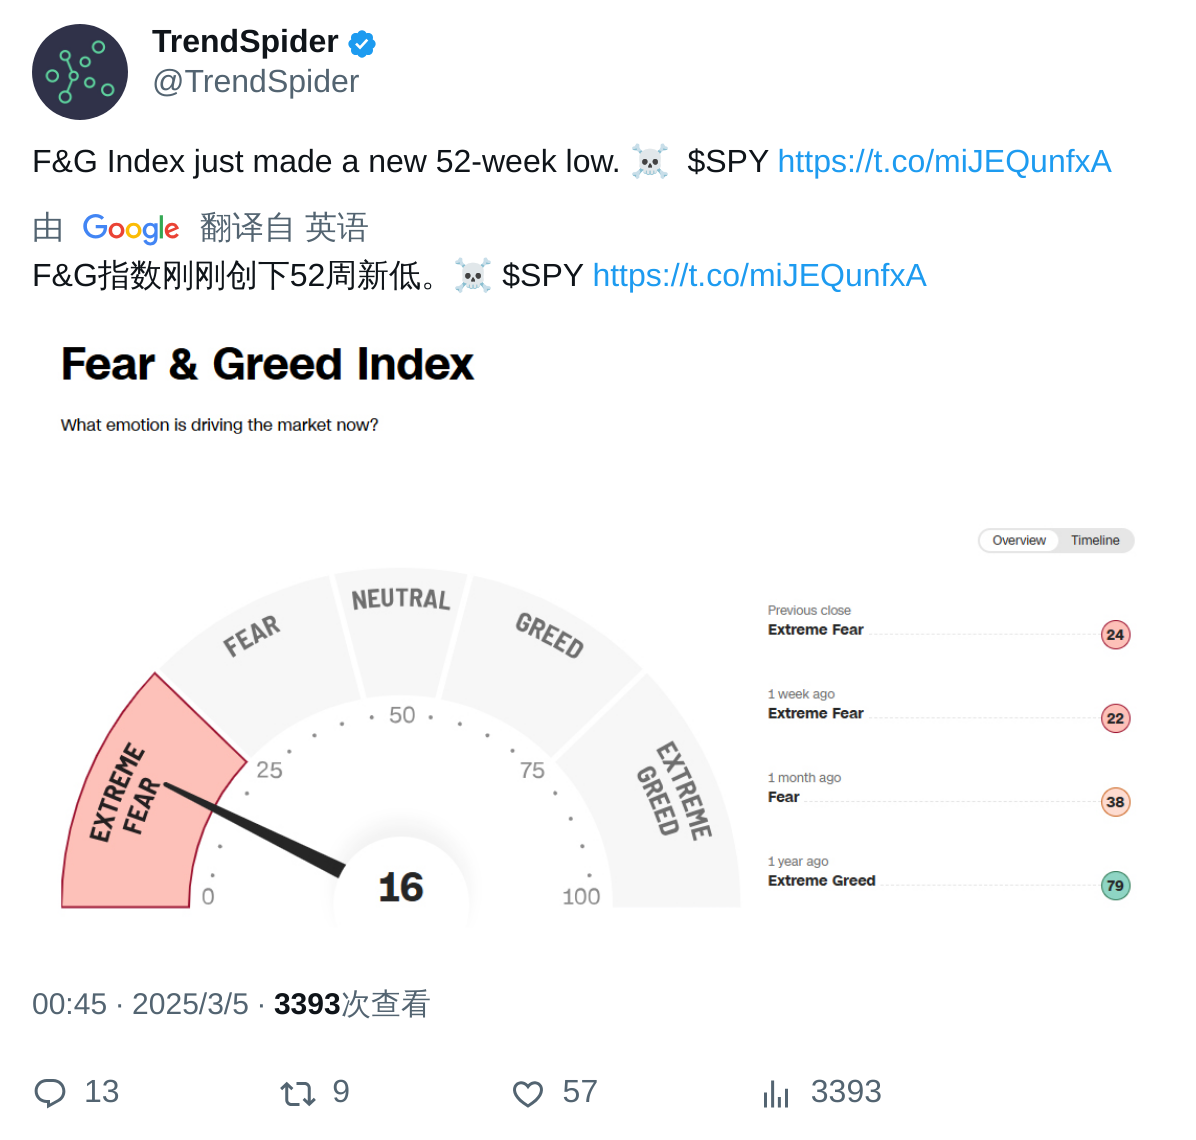 TrendSpider
@TrendSpider
F&G Index just made a new 52-week low. ☠️ $SPY https://t.co/miJEQunfxA
由 Google 翻译自 英语
F&G指数刚刚创下52周新低。☠️ $SPY https://t.co/miJEQunfxA
Fear & Greed Index
What emotion is driving the market now?
Overview Timeline
EXTREME
FEAR
FEAR
NEUTRAL
GREED
EXTREME
GREED
0
25
50
75
100
16
Previous close
Extreme Fear 24
1 week ago
Extreme Fear 22
1 month ago
Fear 38
1 year ago
Extreme Greed 79
00:45 · 2025/3/5 · 3393次查看
13 9 57 3393